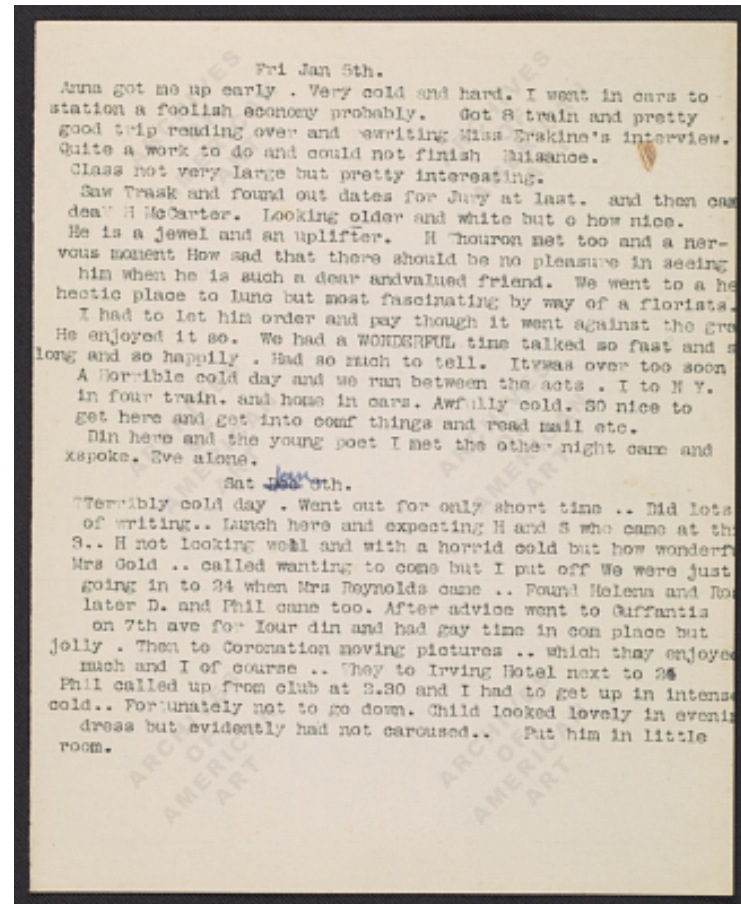 Fri Jan 5th.
Anna got me up early . Very cold and hard. I went in cars to
station a foolish economy probably. Got 8 train and pretty
good trip reading over and rewriting Miss Erskine's interview.
Quite a work to do and could not finish Nuisance.
Class not very large but pretty interesting.
Saw Trask and found out dates for Jury at last. and then cam
dear H McCarter. Looking older and white but o how nice.
He is a jewel and an uplifter. H Thouron met too and a ner-
vous moment How sad that there should be no pleasure in seeing
him when he is such a dear andvalued friend. We went to a he
hectic place to lunc but most fascinating by way of a florists.
I had to let him order and pay though it went against the gra
He enjoyed it so. We had a WONDERFUL time talked so fast and s
long and so happily . Had so much to tell. Itwwas over too soon
A Horrible cold day and we ran between the acts . I to N Y.
in four train. and home in cars. Awfully cold. SO nice to
get here and get into comf things and read mail etc.
Din here and the young poet I met the other night came and
xspoke. Eve alone.
Sat Dec Jan 6th.
Terribly cold day . Went out for only short time .. Did lots
of writing.. Lunch here and expecting H and S who came at th
3.. H not looking well and with a horrid cold but how wonderf
Mrs Gold .. called wanting to come but I put off We were just
going in to 24 when Mrs Reynolds came .. Found Helena and Ro
later D. and Phil came too. After advice went to Guffantis
on 7th ave for Iour din and had gay time in com place but
jolly . Then to Coronation moving pictures .. which thay enjoye
much and I of course .. They to Irving Hotel next to 24
Phil called up from club at 2.30 and I had to get up in intense
cold.. Fortunately not to go down. Child looked lovely in evenin
dress but evidently had not caroused.. Put him in little
room.
ARCHIVES
OF
AMERICAN
ART